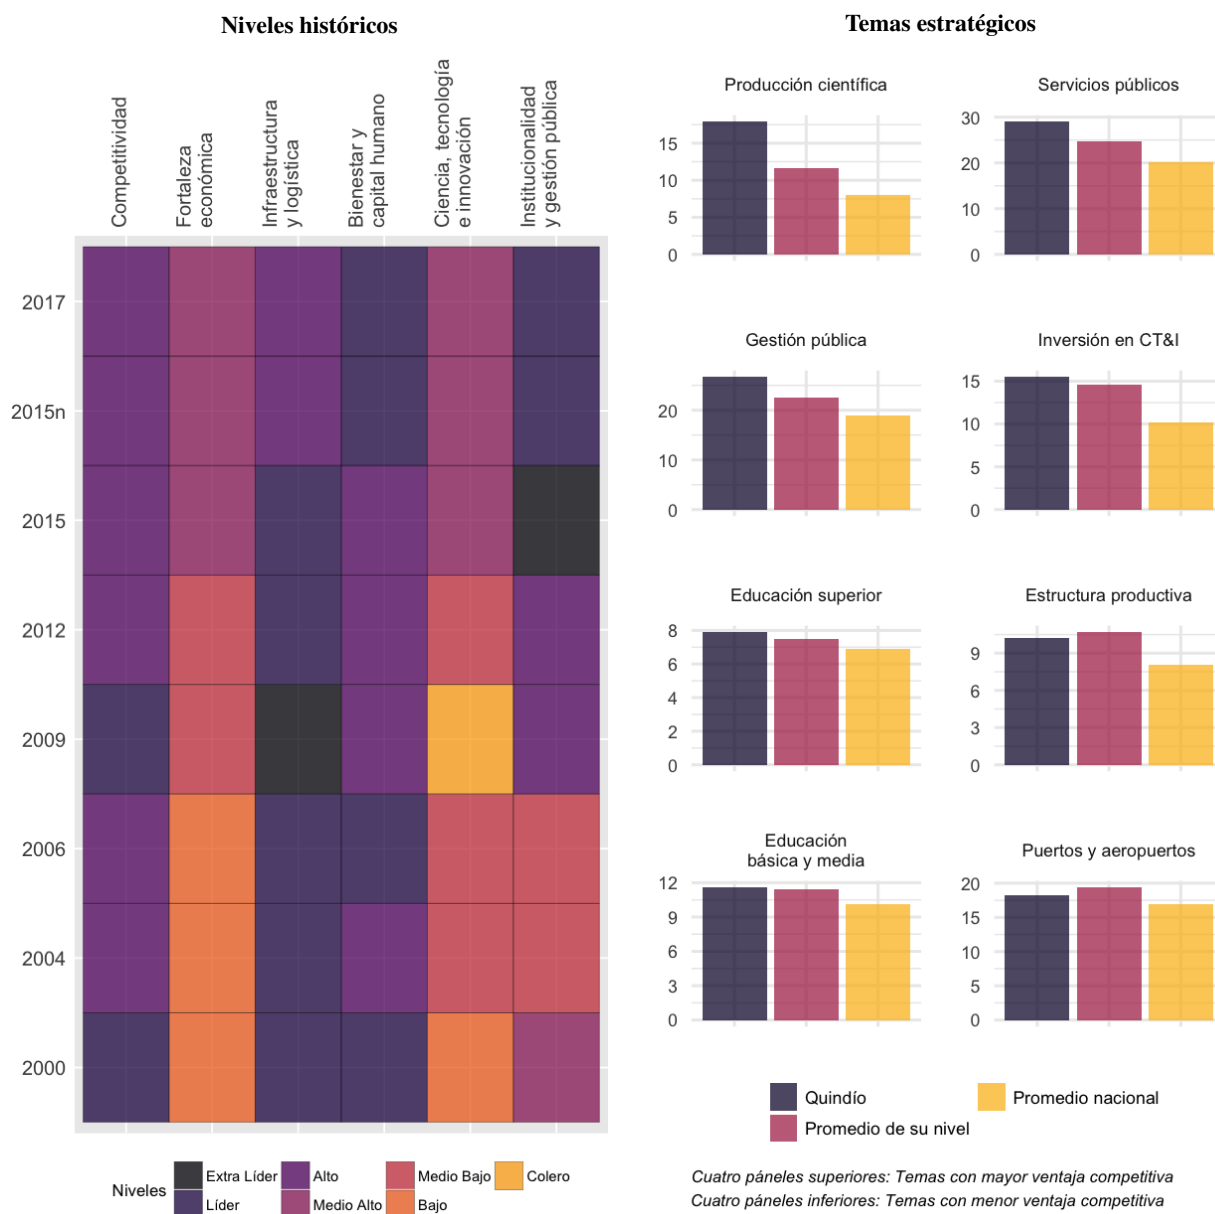 Niveles históricos
Competitividad
Fortaleza
económica
Infraestructura
y logística
Bienestar y
capital humano
Ciencia, tecnología
e innovación
Institucionalidad
y gestión pública
2017
2015n
2015
2012
2009
2006
2004
2000
Niveles
Extra Líder
Líder
Alto
Medio Alto
Medio Bajo
Bajo
Colero
Temas estratégicos
Producción científica
15
10
5
0
Servicios públicos
30
20
10
0
Gestión pública
20
10
0
Inversión en CT&I
15
10
5
0
Educación superior
8
6
4
2
0
Estructura productiva
9
6
3
0
Educación
básica y media
12
9
6
3
0
Puertos y aeropuertos
20
15
10
5
0
Quindío
Promedio de su nivel
Promedio nacional
Cuatro páneles superiores: Temas con mayor ventaja competitiva
Cuatro páneles inferiores: Temas con menor ventaja competitiva